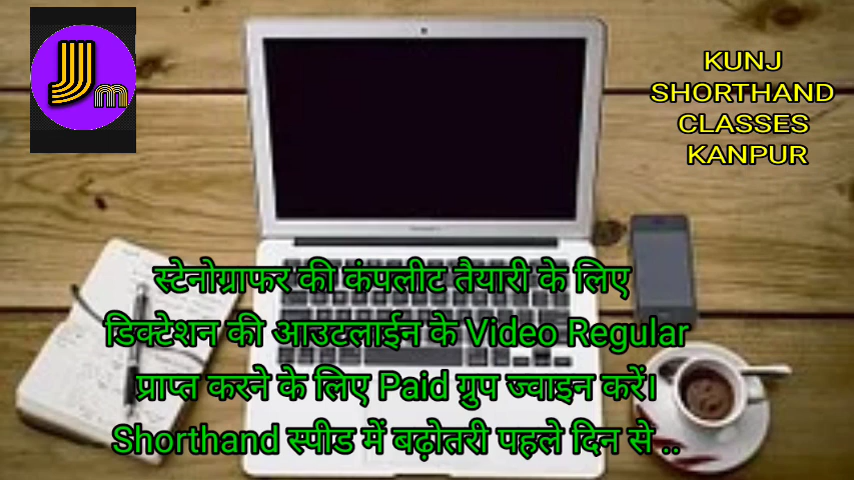 Jm
KUNJ
SHORTHAND
CLASSES
KANPUR
स्टेनोग्राफर की कंपलीट तैयारी के लिए
डिक्टेशन की आउटलाईन के Video Regular
प्राप्त करने के लिए Paid ग्रुप ज्वाइन करें।
Shorthand स्पीड में बढ़ोतरी पहले दिन से ..